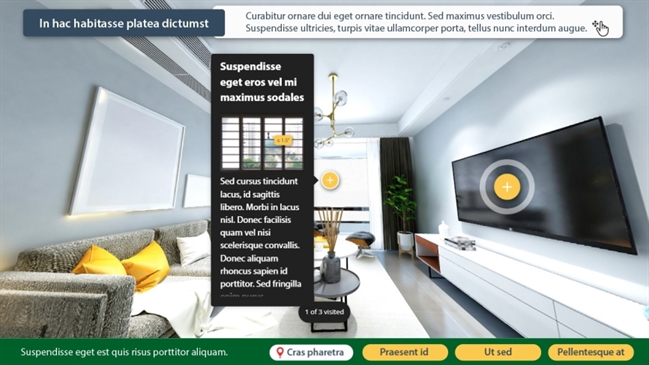 In hac habitasse platea dictumst
Curabitur ornare dui eget ornare tincidunt. Sed maximus vestibulum orci.
Suspendisse ultricies, turpis vitae ullamcorper porta, tellus nunc interdum augue.
Suspendisse
eget eros vel mi
maximus sodales
Sed cursus tincidunt
lacus, id sagittis
libero. Morbi in lacus
nisl. Donec facilisis
quam vel nisi
scelerisque convallis.
Donec aliquam
rhoncus sapien id
porttitor. Sed fringilla
1 of 3 visited
Suspendisse eget est quis risus porttitor aliquam.
Cras pharetra
Praesent id
Ut sed
Pellentesque at